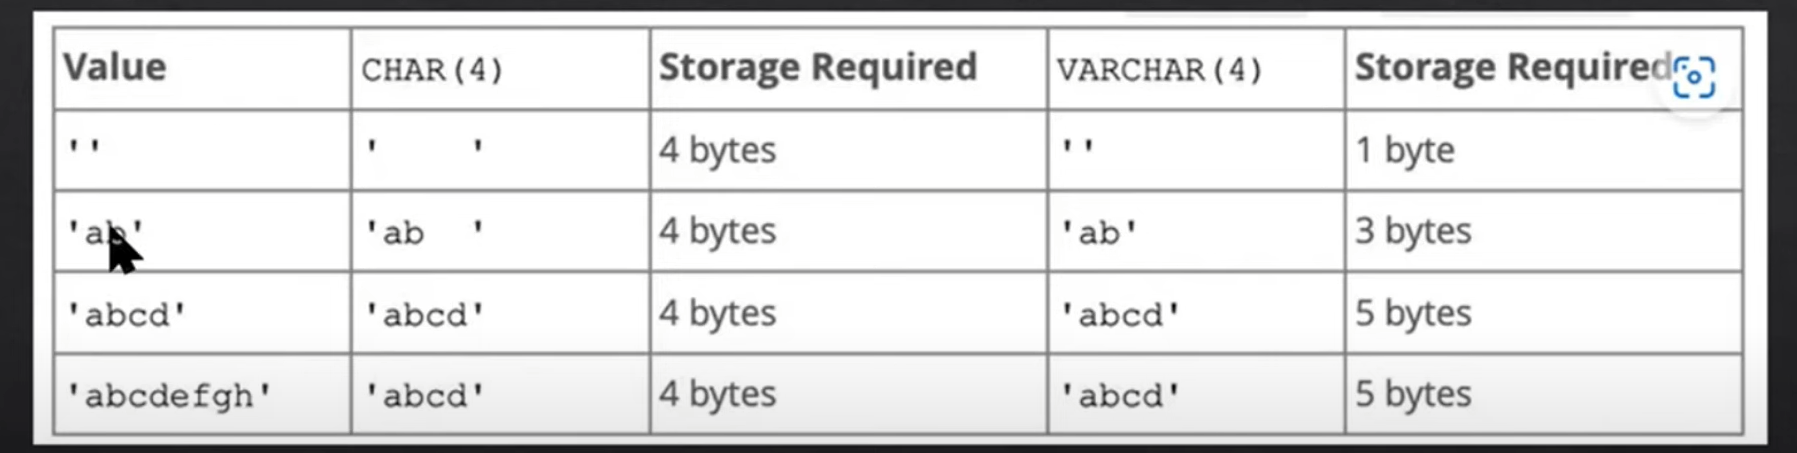 Value CHAR(4) Storage Required VARCHAR(4) Storage Required
'' '    ' 4 bytes '' 1 byte
'ab' 'ab  ' 4 bytes 'ab' 3 bytes
'abcd' 'abcd' 4 bytes 'abcd' 5 bytes
'abcdefgh' 'abcd' 4 bytes 'abcd' 5 bytes